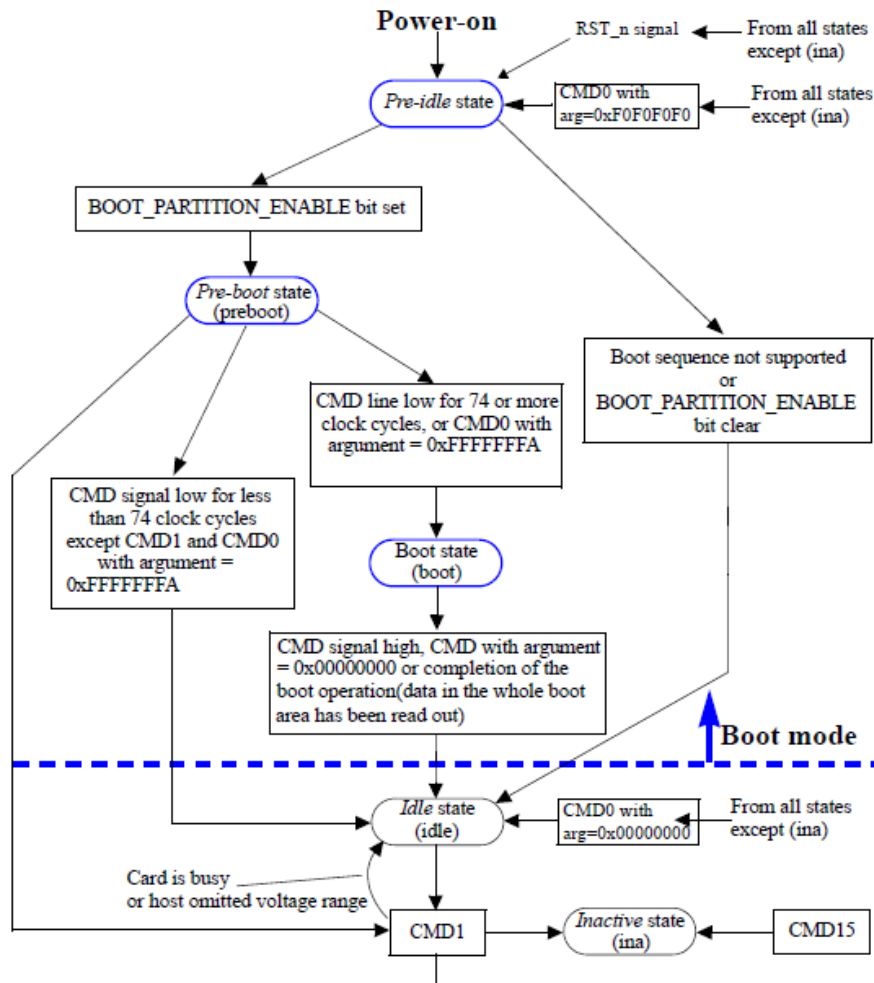 Power-on
RST_n signal
From all states
except (ina)
Pre-idle state
CMD0 with
arg=0xF0F0F0F0
From all states
except (ina)
BOOT_PARTITION_ENABLE bit set
Pre-boot state
(preboot)
Boot sequence not supported
or
BOOT_PARTITION_ENABLE
bit clear
CMD line low for 74 or more
clock cycles, or CMD0 with
argument = 0xFFFFFFFA
CMD signal low for less
than 74 clock cycles
except CMD1 and CMD0
with argument =
0xFFFFFFFA
Boot state
(boot)
CMD signal high, CMD with argument
= 0x00000000 or completion of the
boot operation(data in the whole boot
area has been read out)
Boot mode
Idle state
(idle)
CMD0 with
arg=0x00000000
From all states
except (ina)
Card is busy
or host omitted voltage range
CMD1
Inactive state
(ina)
CMD15